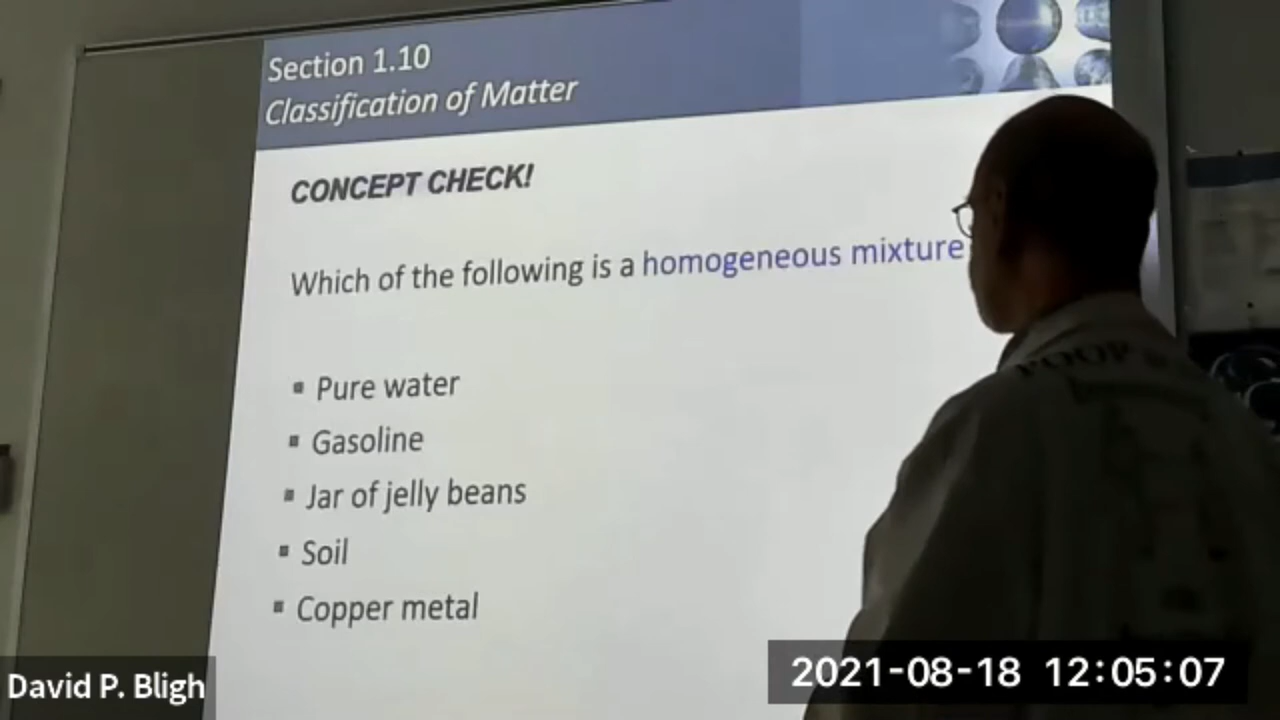 Section 1.10
Classification of Matter
CONCEPT CHECK!
Which of the following is a homogeneous mixture
▪ Pure water
▪ Gasoline
▪ Jar of jelly beans
▪ Soil
▪ Copper metal
David P. Bligh
2021-08-18 12:05:07